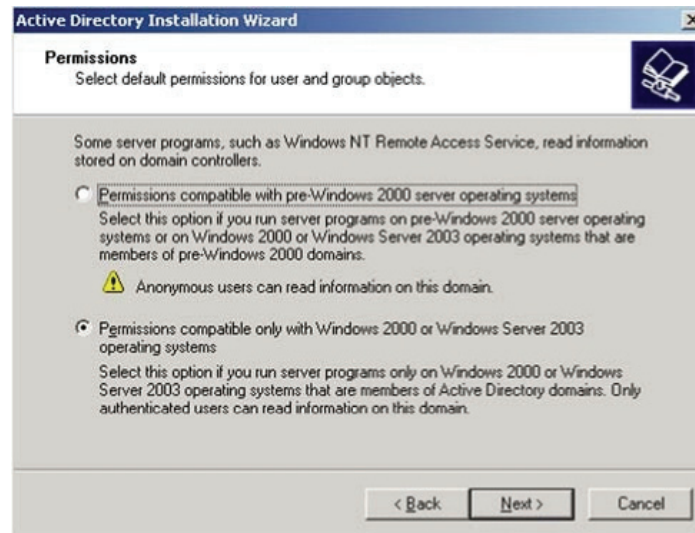 Active Directory Installation Wizard
Permissions
Select default permissions for user and group objects.
Some server programs, such as Windows NT Remote Access Service, read information
stored on domain controllers.
Permissions compatible with pre-Windows 2000 server operating systems
Select this option if you run server programs on pre-Windows 2000 server operating
systems or on Windows 2000 or Windows Server 2003 operating systems that are
members of pre-Windows 2000 domains.
Anonymous users can read information on this domain.
Permissions compatible only with Windows 2000 or Windows Server 2003
operating systems
Select this option if you run server programs only on Windows 2000 or Windows
Server 2003 operating systems that are members of Active Directory domains. Only
authenticated users can read information on this domain.
< Back Next > Cancel